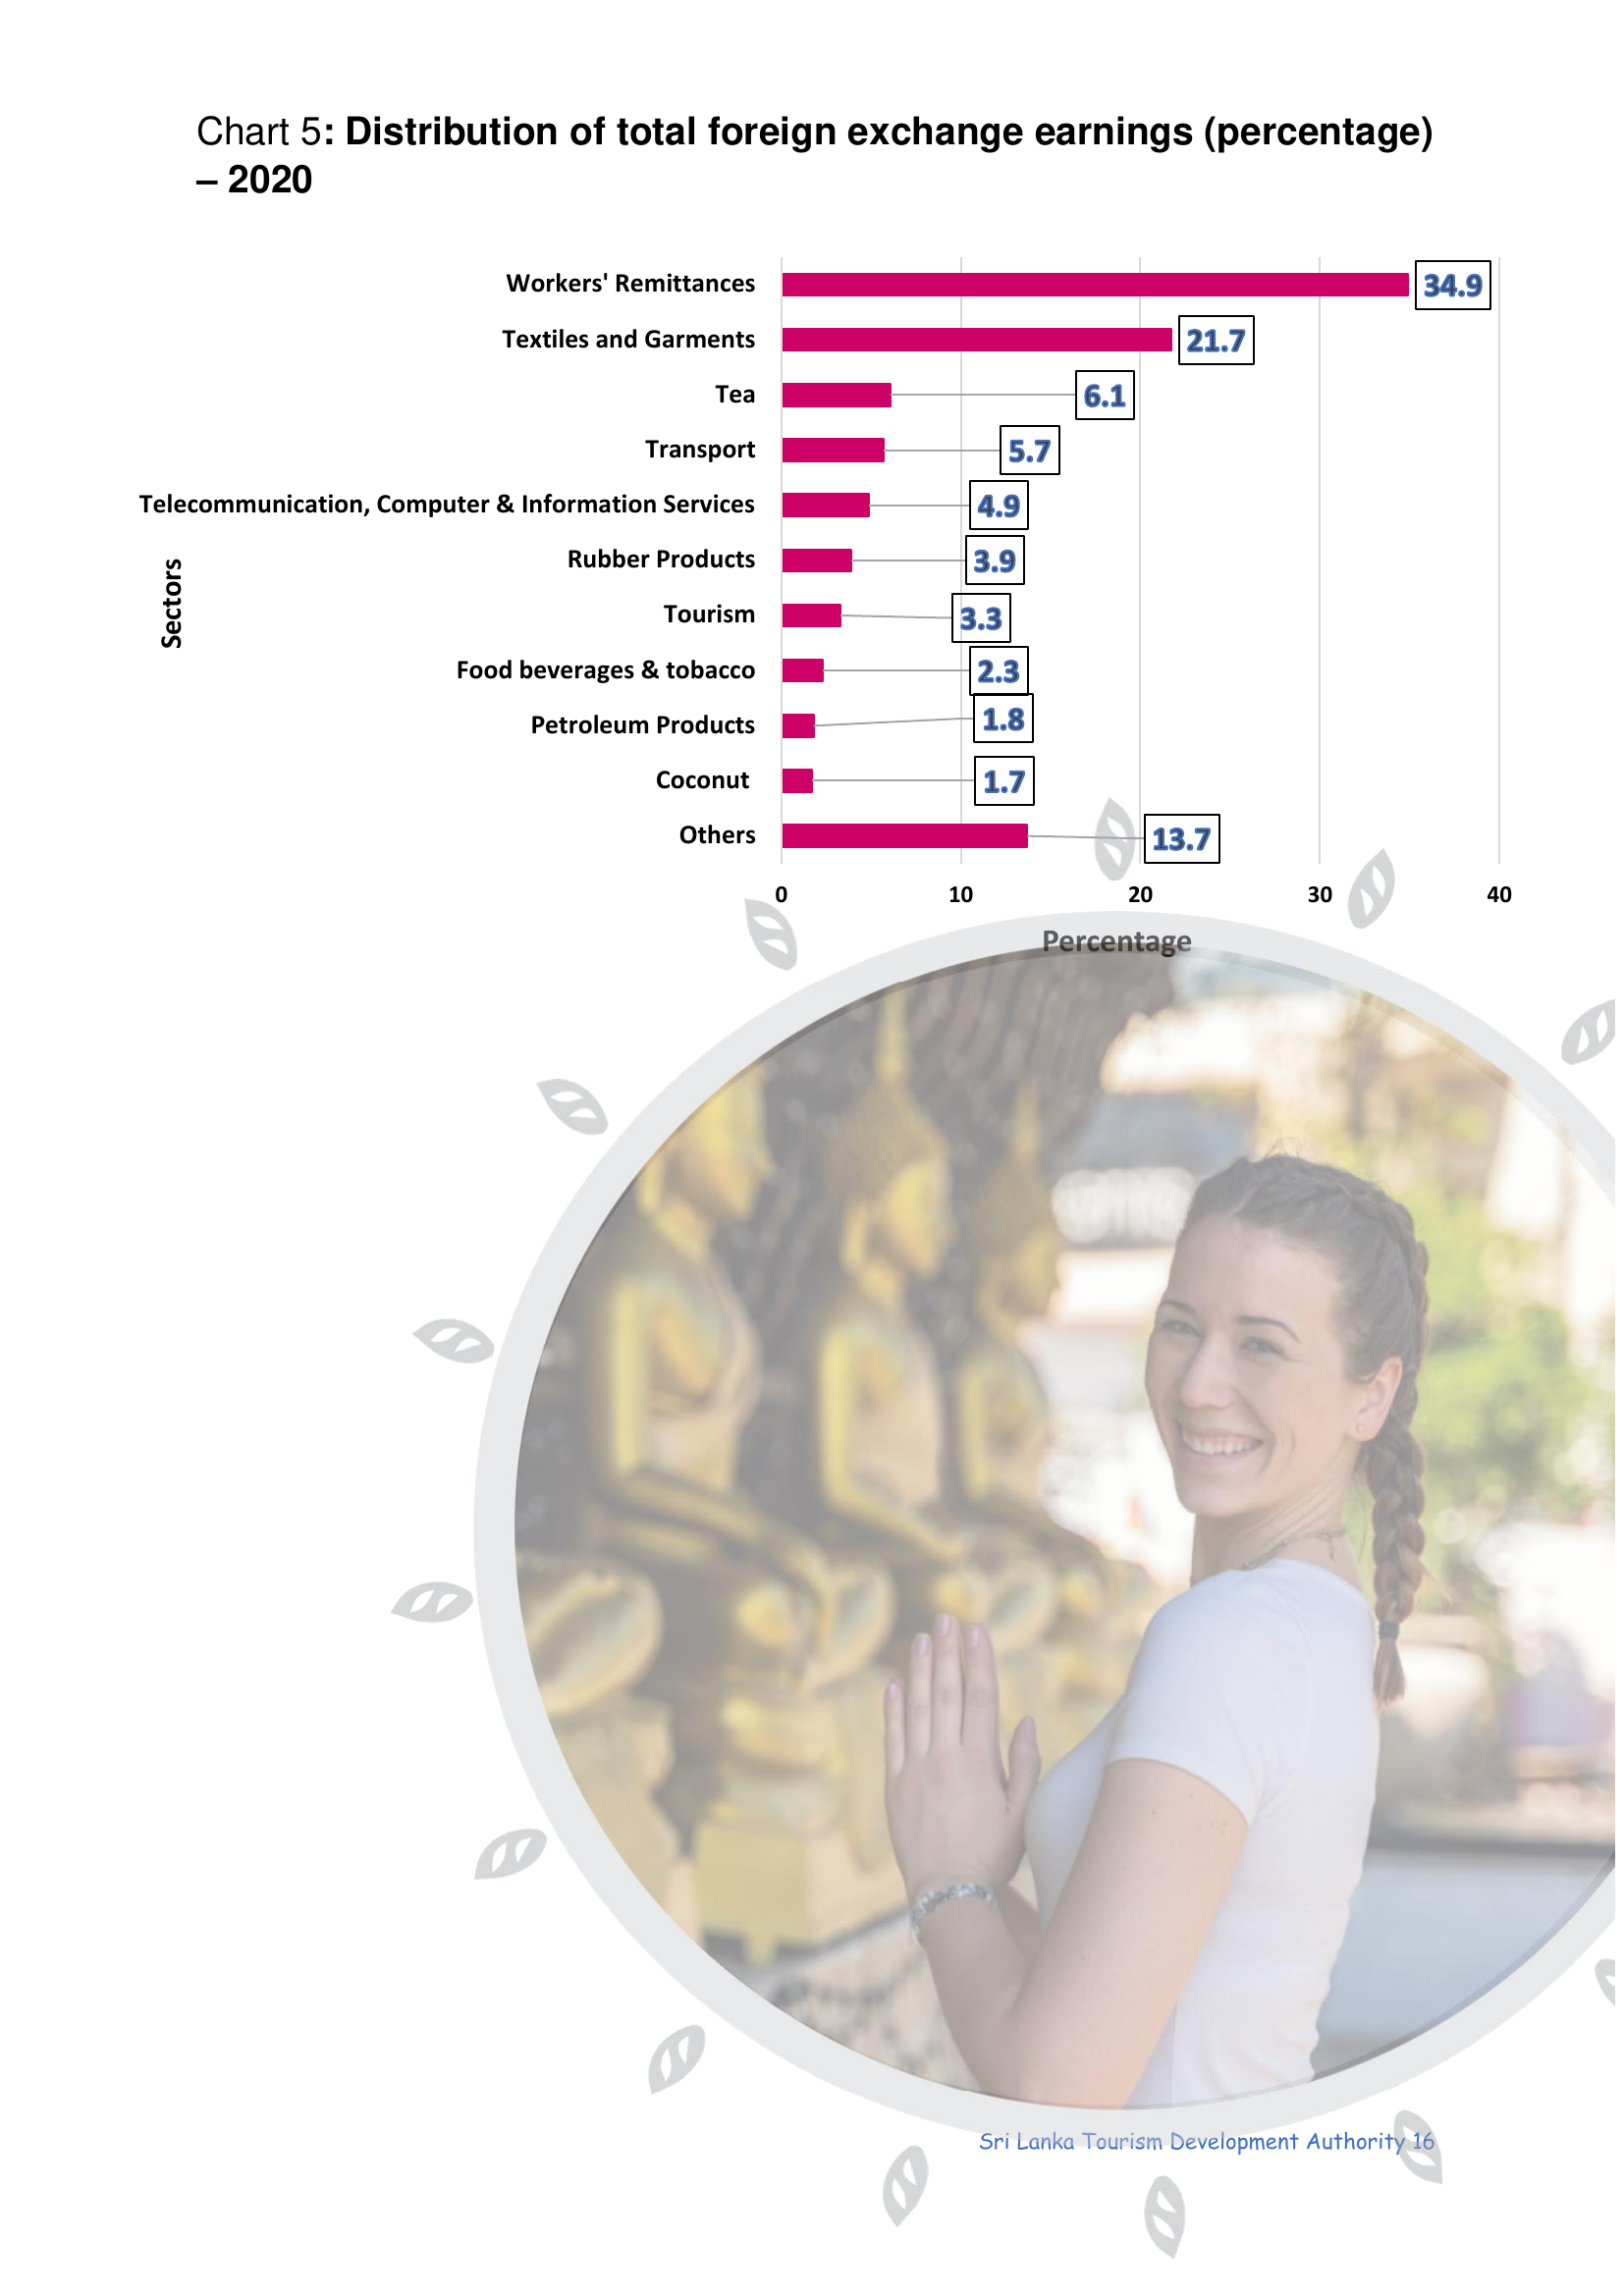 Chart 5: Distribution of total foreign exchange earnings (percentage)
– 2020
Workers' Remittances 34.9
Textiles and Garments 21.7
Tea 6.1
Transport 5.7
Telecommunication, Computer & Information Services 4.9
Rubber Products 3.9
Tourism 3.3
Food beverages & tobacco 2.3
Petroleum Products 1.8
Coconut 1.7
Others 13.7
Sectors
0 10 20 30 40
Percentage
Sri Lanka Tourism Development Authority 16